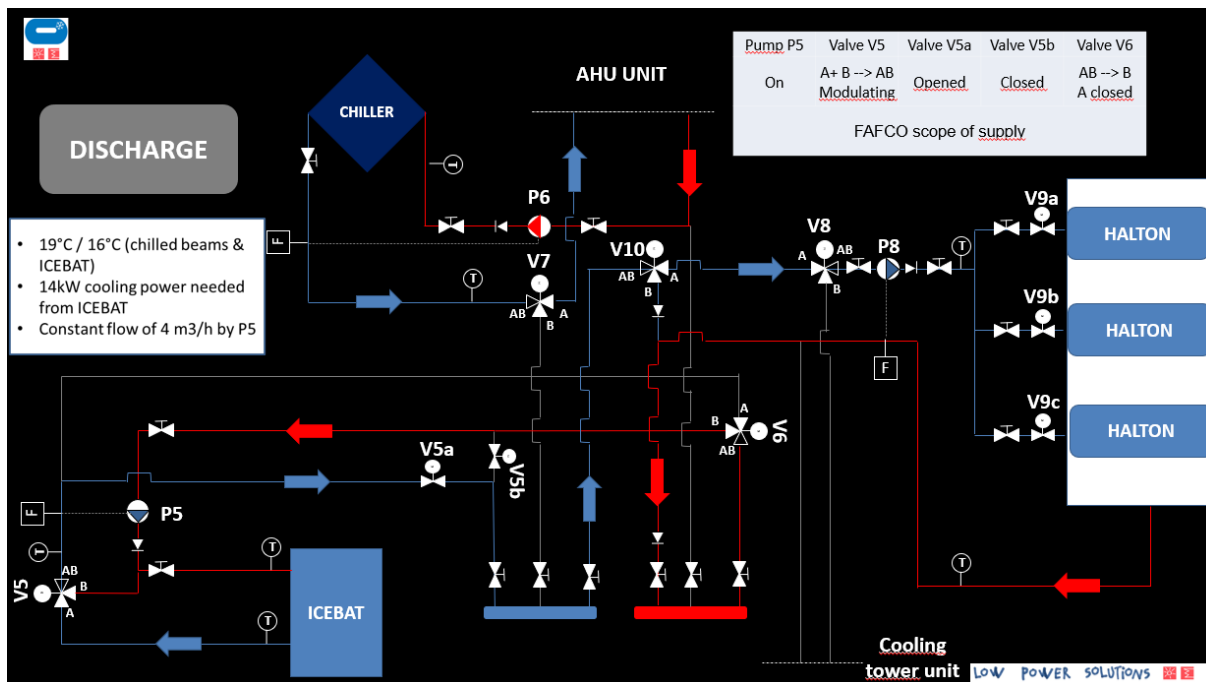 Pump P5 Valve V5 Valve V5a Valve V5b Valve V6
On A+ B --> AB Modulating Opened Closed AB --> B A closed
FAFCO scope of supply
AHU UNIT
CHILLER
DISCHARGE
T
P6
F
V7
T
AB
A
B
V10
AB
A
B
V8
A
AB
B
P8
T
F
V9a
HALTON
V9b
HALTON
V9c
HALTON
• 19°C / 16°C (chilled beams &
ICEBAT)
• 14kW cooling power needed
from ICEBAT
• Constant flow of 4 m3/h by P5
A
B
AB
V6
V5a
V5b
F
P5
T
V5
AB
B
A
T
T
ICEBAT
T
Cooling
tower unit
LOW POWER SOLUTIONS